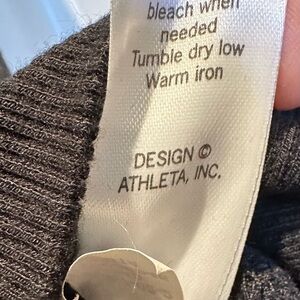 bleach when
needed
Tumble dry low
Warm iron
DESIGN ©
ATHLETA, INC.